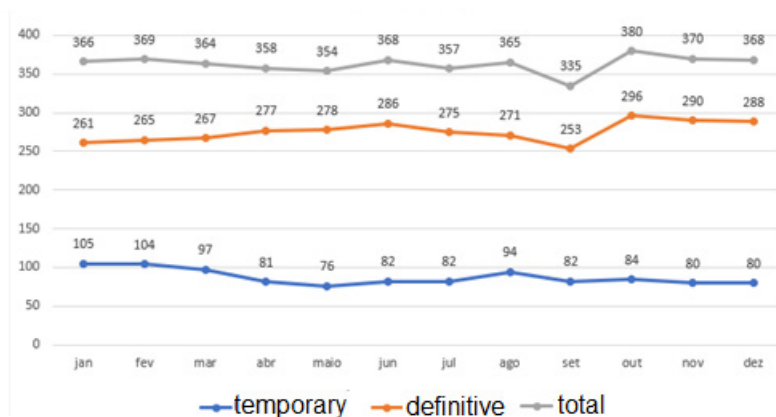 400
350
300
250
200
150
100
50
0
366 369 364 358 354 368 357 365 335 380 370 368
261 265 267 277 278 286 275 271 253 296 290 288
105 104 97 81 76 82 82 94 82 84 80 80
jan fev mar abr maio jun jul ago set out nov dez
temporary definitive total